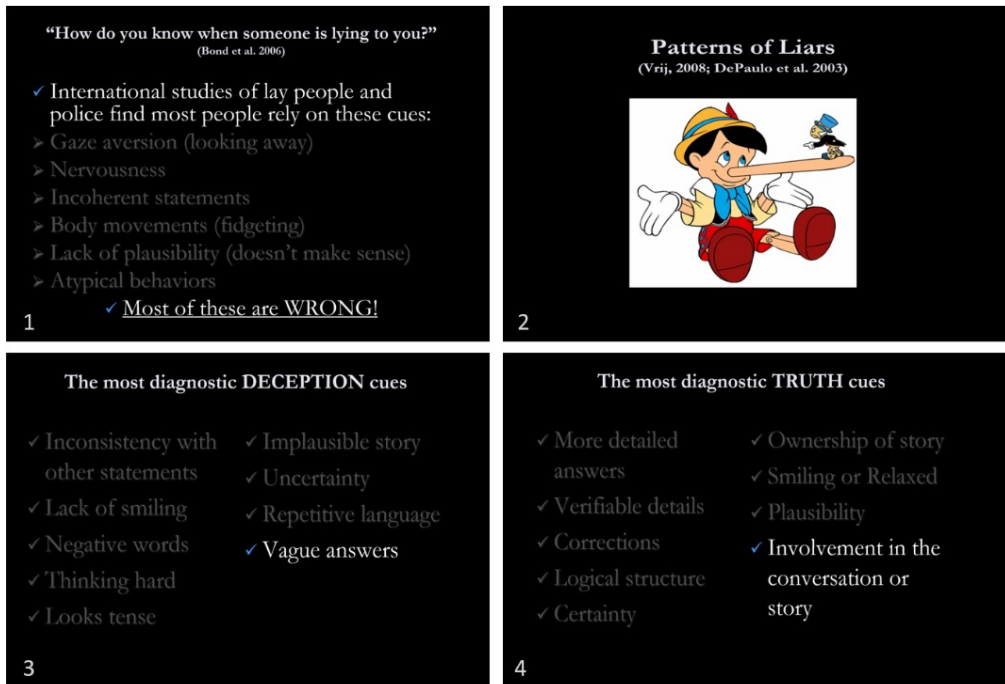 “How do you know when someone is lying to you?”
(Bond et al. 2006)
✓ International studies of lay people and
police find most people rely on these cues:
➢ Gaze aversion (looking away)
➢ Nervousness
➢ Incoherent statements
➢ Body movements (fidgeting)
➢ Lack of plausibility (doesn’t make sense)
➢ Atypical behaviors
✓ Most of these are WRONG!
1
Patterns of Liars
(Vrij, 2008; DePaulo et al. 2003)
2
The most diagnostic DECEPTION cues
✓ Inconsistency with
other statements
✓ Lack of smiling
✓ Negative words
✓ Thinking hard
✓ Looks tense
✓ Implausible story
✓ Uncertainty
✓ Repetitive language
✓ Vague answers
3
The most diagnostic TRUTH cues
✓ More detailed
answers
✓ Verifiable details
✓ Corrections
✓ Logical structure
✓ Certainty
✓ Ownership of story
✓ Smiling or Relaxed
✓ Plausibility
✓ Involvement in the
conversation or
story
4